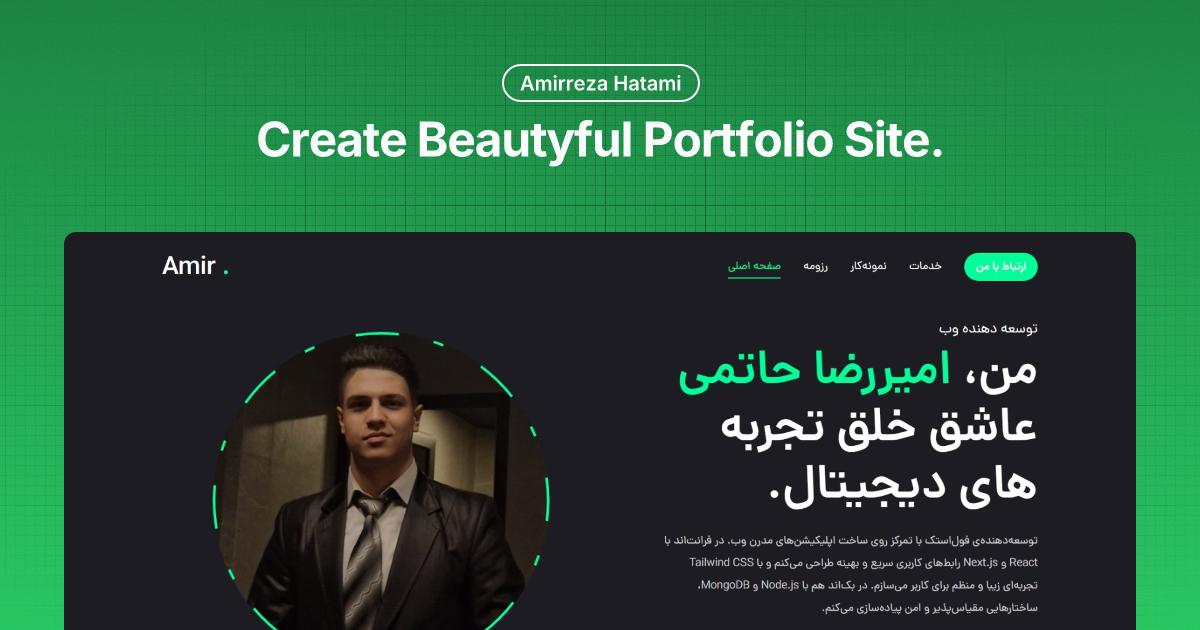 Amirreza Hatami
Create Beautyful Portfolio Site.
Amir .
ارتباط با من
خدمات
نمونه‌کار
رزومه
صفحه اصلی
توسعه دهنده وب
من، امیررضا حاتمی
عاشق خلق تجربه
های دیجیتال.
توسعه‌دهنده‌ی فول‌استک با تمرکز روی ساخت اپلیکیشن‌های مدرن وب. در فرانت‌اند با
React و Next.js رابط‌های کاربری سریع و بهینه طراحی می‌کنم و با Tailwind CSS
تجربه‌ای زیبا و منظم برای کاربر می‌سازم. در بک‌اند هم با Node.js و MongoDB،
ساختارهایی مقیاس‌پذیر و امن پیاده‌سازی می‌کنم.